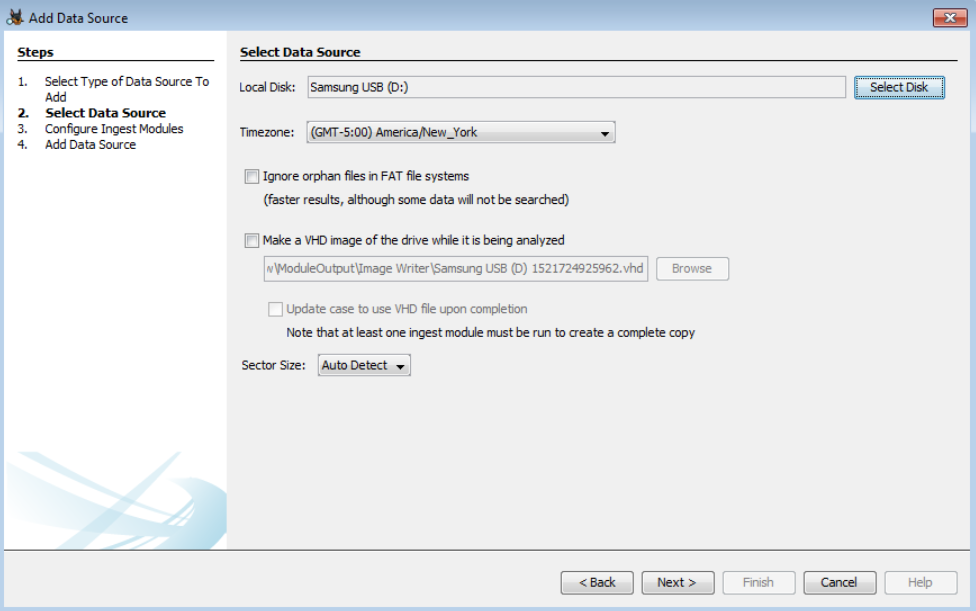 Add Data Source
Steps
1. Select Type of Data Source To
Add
2. Select Data Source
3. Configure Ingest Modules
4. Add Data Source
Select Data Source
Local Disk: Samsung USB (D:) Select Disk
Timezone: (GMT-5:00) America/New_York
Ignore orphan files in FAT file systems
(faster results, although some data will not be searched)
Make a VHD image of the drive while it is being analyzed
\ModuleOutput\Image Writer\Samsung USB (D) 1521724925962.vhd Browse
Update case to use VHD file upon completion
Note that at least one ingest module must be run to create a complete copy
Sector Size: Auto Detect
< Back Next > Finish Cancel Help